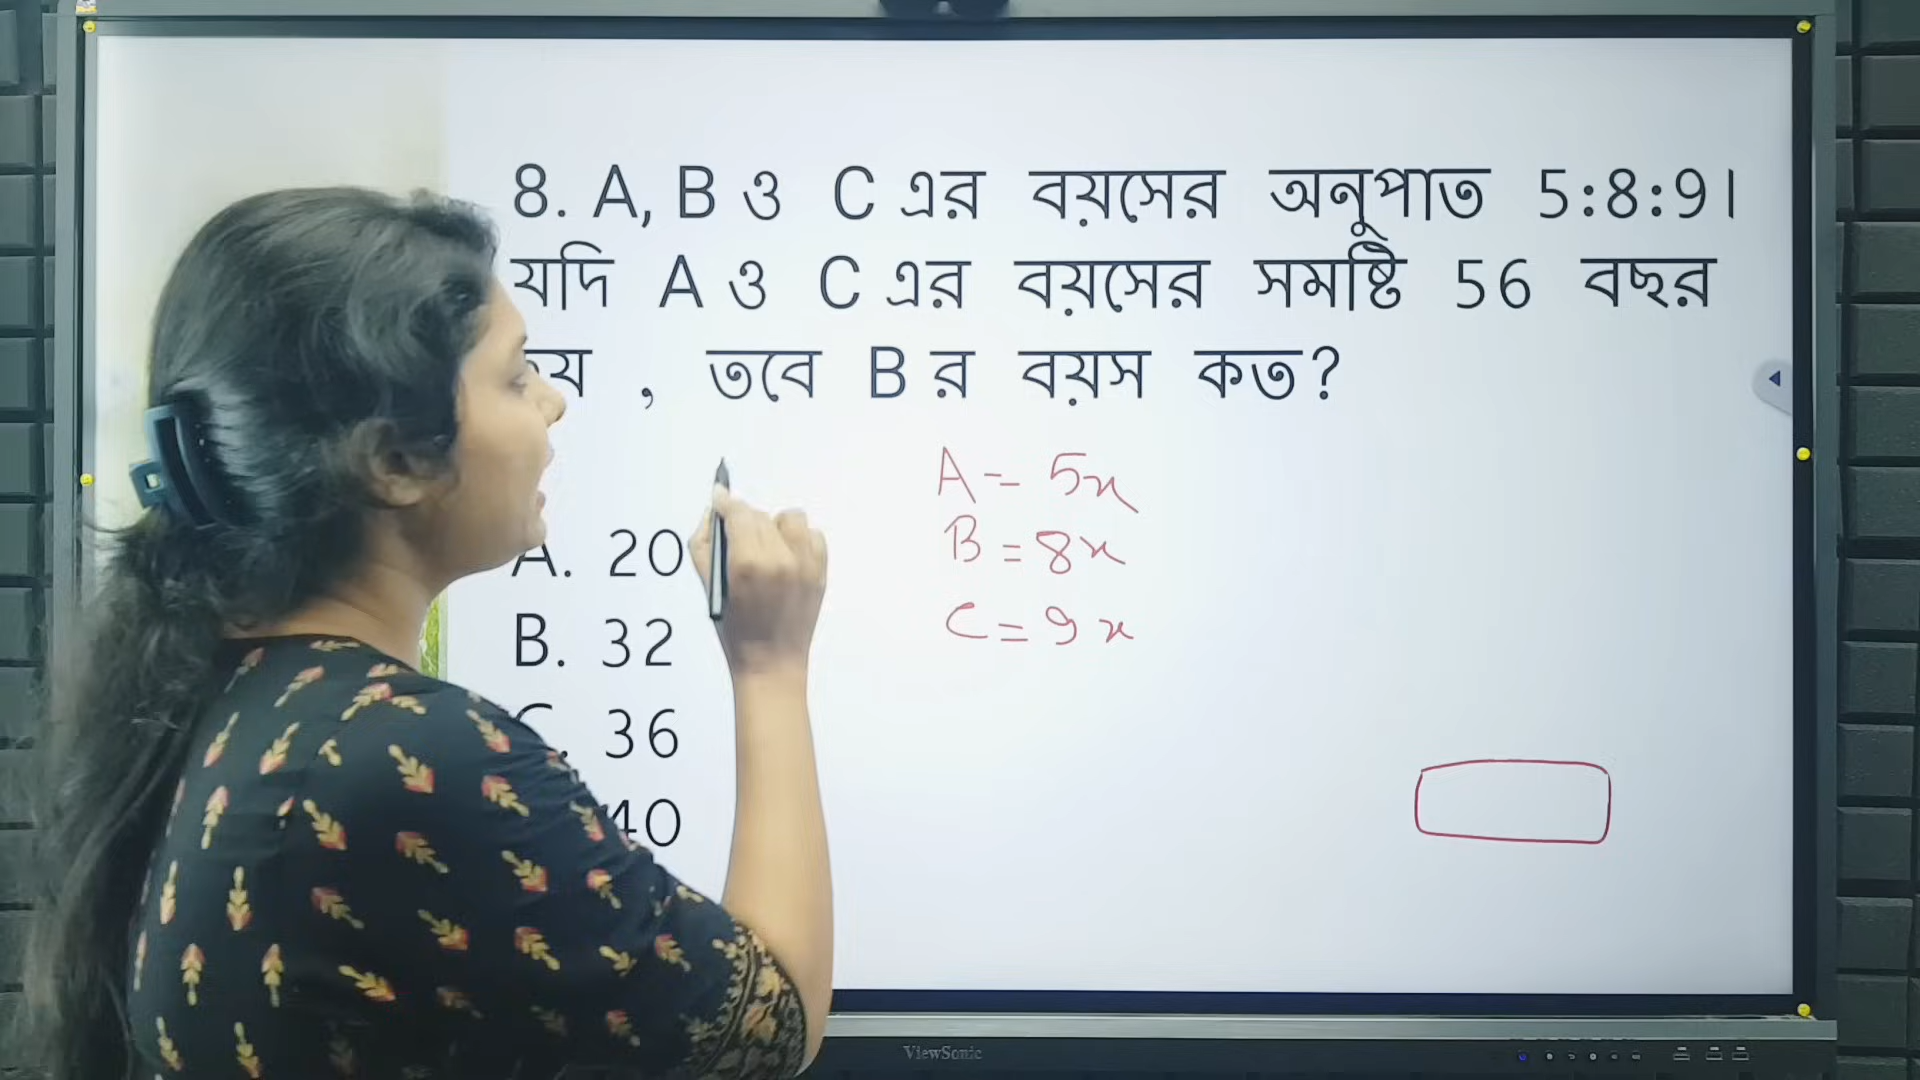 8. A, B ও C এর বয়সের অনুপাত 5:8:9।
যদি A ও C এর বয়সের সমষ্টি 56 বছর
, তবে B র বয়স কত?
A = 5x
B = 8x
C = 9x
A. 20
B. 32
C. 36
40
ViewSonic